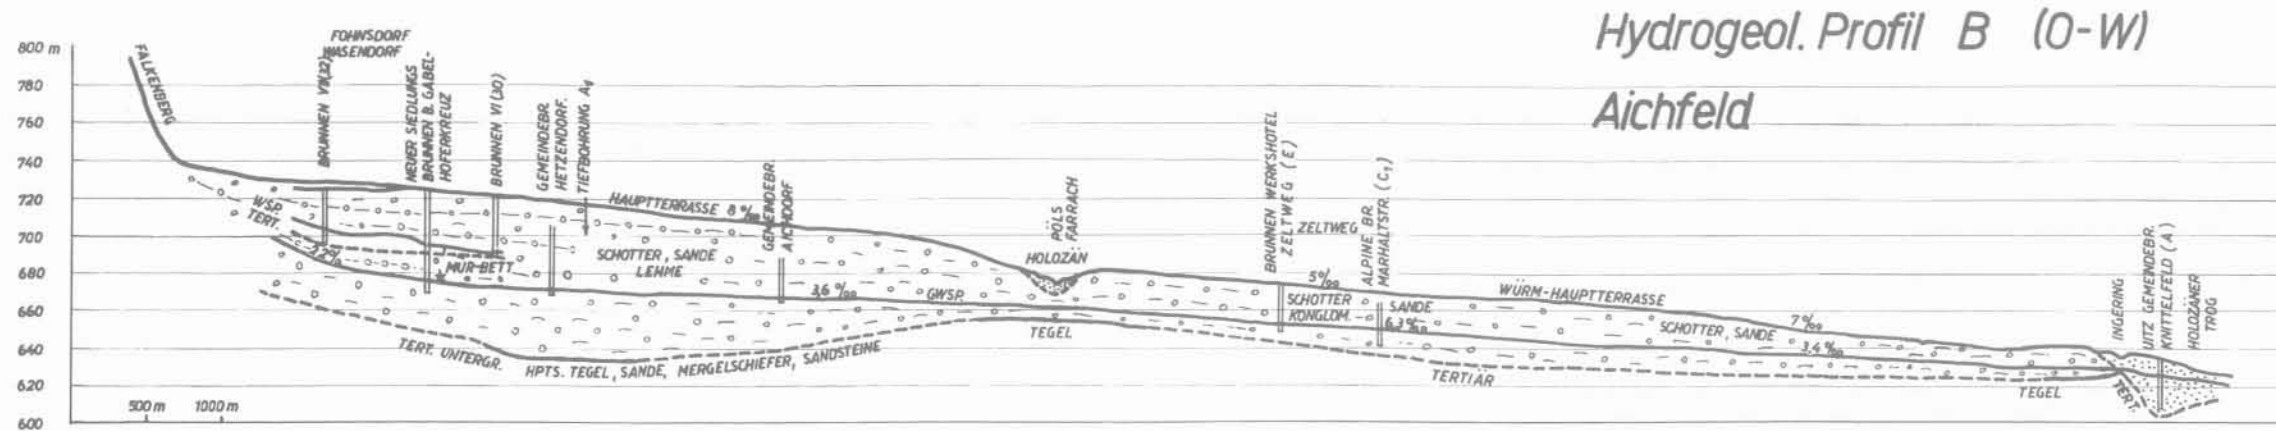 Hydrogeol. Profil B (O-W)
Aichfeld
800 m
780
760
740
720
700
680
660
640
620
600
500 m
1000 m
FALKENBERG
FOHNSDORF
WASENDORF
BRUNNEN VII(32)
NEUER SIEDLUNGS
BRUNNEN B. GABEL-
HOFERKREUZ
BRUNNEN VI (30)
GEMEINDEBR.
HETZENDORF.
TIEFBOHRUNG A4
WSP.
TERT.
MUR-BETT
HAUPTTERRASSE 8 ‰
SCHOTTER, SANDE
LEHME
GEMEINDEBR.
AICHDORF
3,6 ‰
GWSP.
TERT. UNTERGR.
HPTS. TEGEL, SANDE, MERGELSCHIEFER, SANDSTEINE
PÖLS
FARRACH
HOLOZÄN
TEGEL
BRUNNEN WERKSHOTEL
ZELTWEG (E)
ZELTWEG
5‰
SCHOTTER
KONGLOM.
ALPINE BR.
MARHALTSTR. (C1)
SANDE
6,3 ‰
TERTIÄR
WÜRM-HAUPTTERRASSE
SCHOTTER, SANDE
7 ‰
3,4 ‰
TEGEL
INGERING
UITZ GEMEINDEBR.
KNITTELFELD (A)
HOLOZÄNER
TROG
TERT.